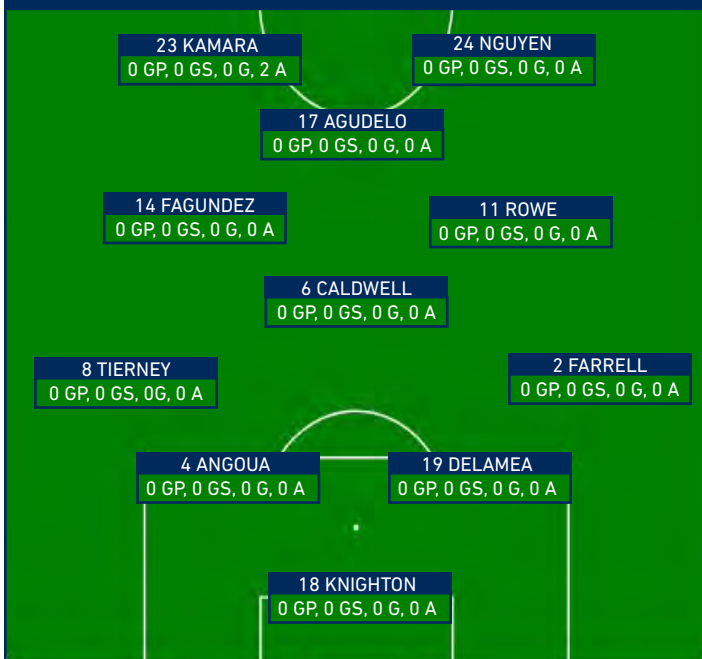 23 KAMARA
0 GP, 0 GS, 0 G, 2 A
24 NGUYEN
0 GP, 0 GS, 0 G, 0 A
17 AGUDELO
0 GP, 0 GS, 0 G, 0 A
14 FAGUNDEZ
0 GP, 0 GS, 0 G, 0 A
11 ROWE
0 GP, 0 GS, 0 G, 0 A
6 CALDWELL
0 GP, 0 GS, 0 G, 0 A
8 TIERNEY
0 GP, 0 GS, 0G, 0 A
2 FARRELL
0 GP, 0 GS, 0 G, 0 A
4 ANGOUA
0 GP, 0 GS, 0 G, 0 A
19 DELAMEA
0 GP, 0 GS, 0 G, 0 A
18 KNIGHTON
0 GP, 0 GS, 0 G, 0 A